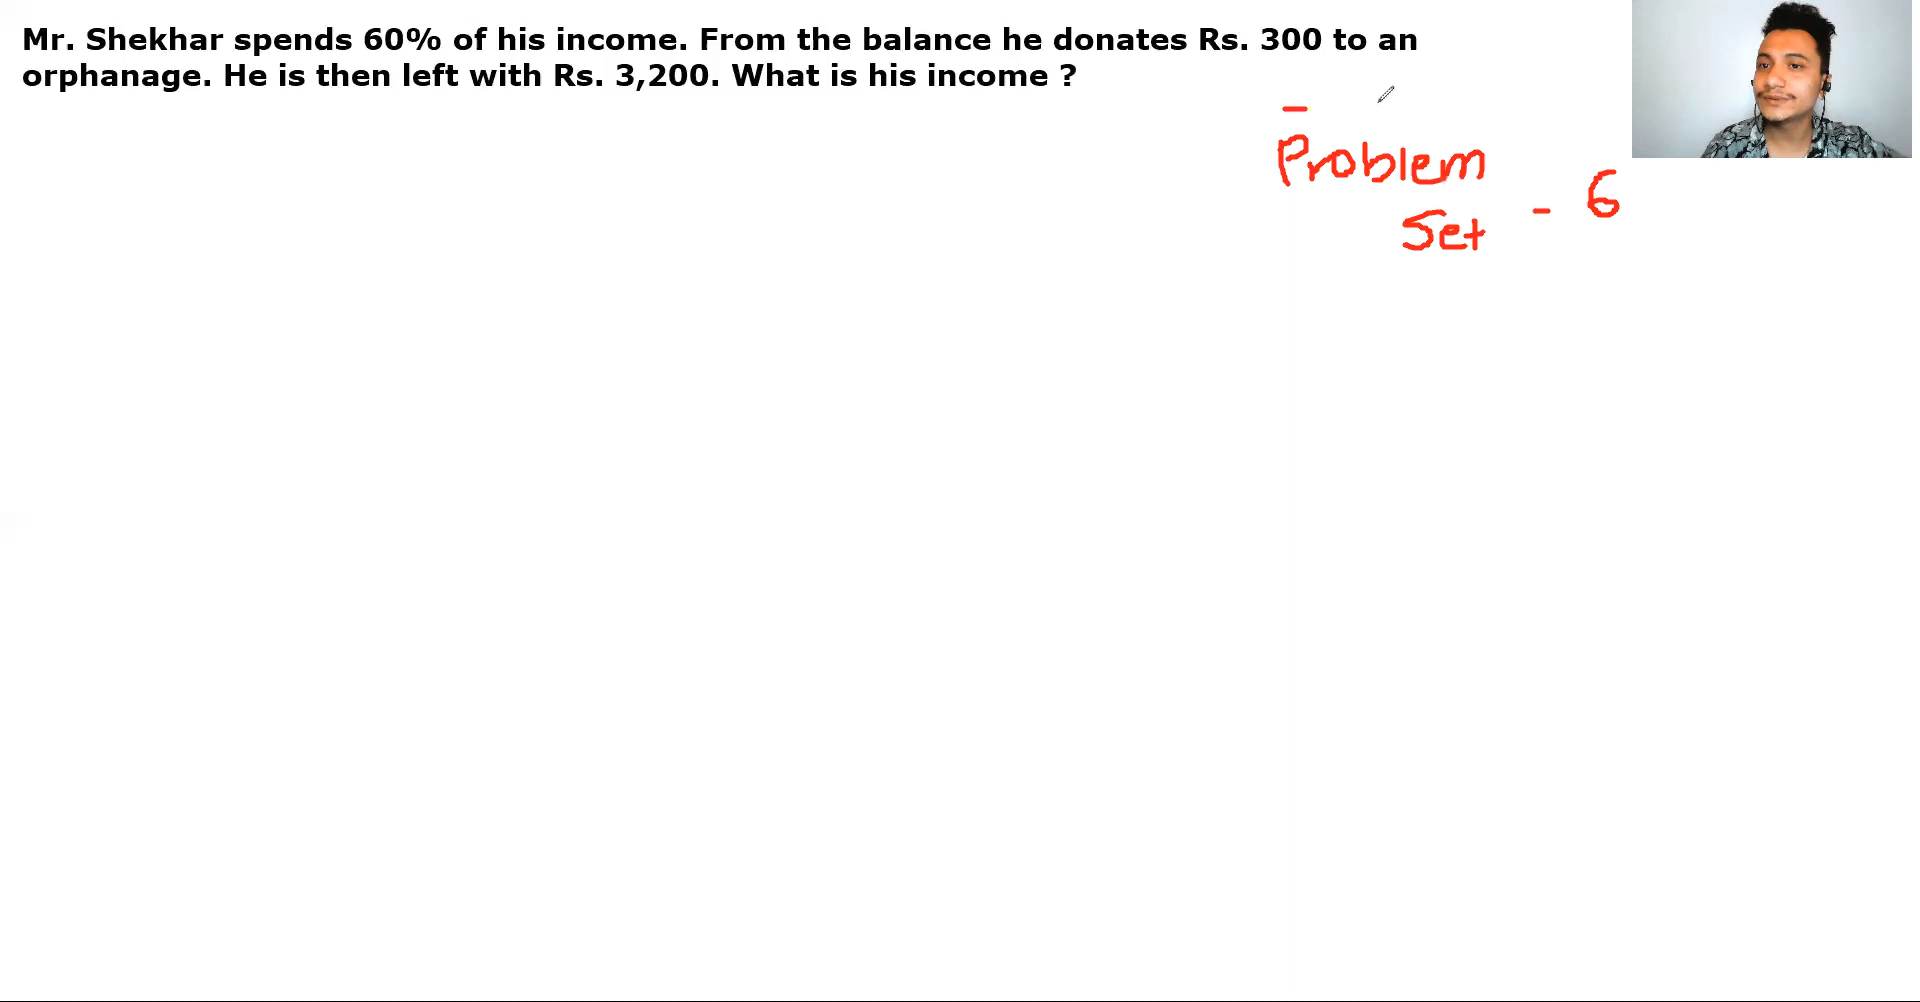 Mr. Shekhar spends 60% of his income. From the balance he donates Rs. 300 to an
orphanage. He is then left with Rs. 3,200. What is his income ?
Problem
Set - 6